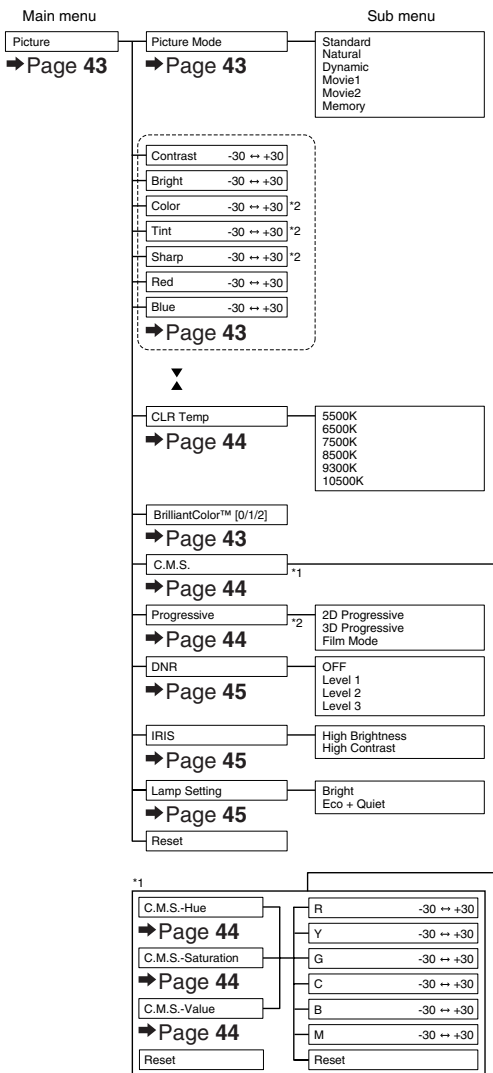 Main menu
Sub menu
Picture
➡Page 43
Picture Mode
➡Page 43
Standard
Natural
Dynamic
Movie1
Movie2
Memory
Contrast -30 ↔ +30
Bright -30 ↔ +30
Color -30 ↔ +30 *2
Tint -30 ↔ +30 *2
Sharp -30 ↔ +30 *2
Red -30 ↔ +30
Blue -30 ↔ +30
➡Page 43
CLR Temp
➡Page 44
5500K
6500K
7500K
8500K
9300K
10500K
BrilliantColor™ [0/1/2]
➡Page 43
C.M.S.
*1
➡Page 44
Progressive
*2
➡Page 44
2D Progressive
3D Progressive
Film Mode
DNR
➡Page 45
OFF
Level 1
Level 2
Level 3
IRIS
➡Page 45
High Brightness
High Contrast
Lamp Setting
➡Page 45
Bright
Eco + Quiet
Reset
*1
C.M.S.-Hue
➡Page 44
C.M.S.-Saturation
➡Page 44
C.M.S.-Value
➡Page 44
Reset
R -30 ↔ +30
Y -30 ↔ +30
G -30 ↔ +30
C -30 ↔ +30
B -30 ↔ +30
M -30 ↔ +30
Reset